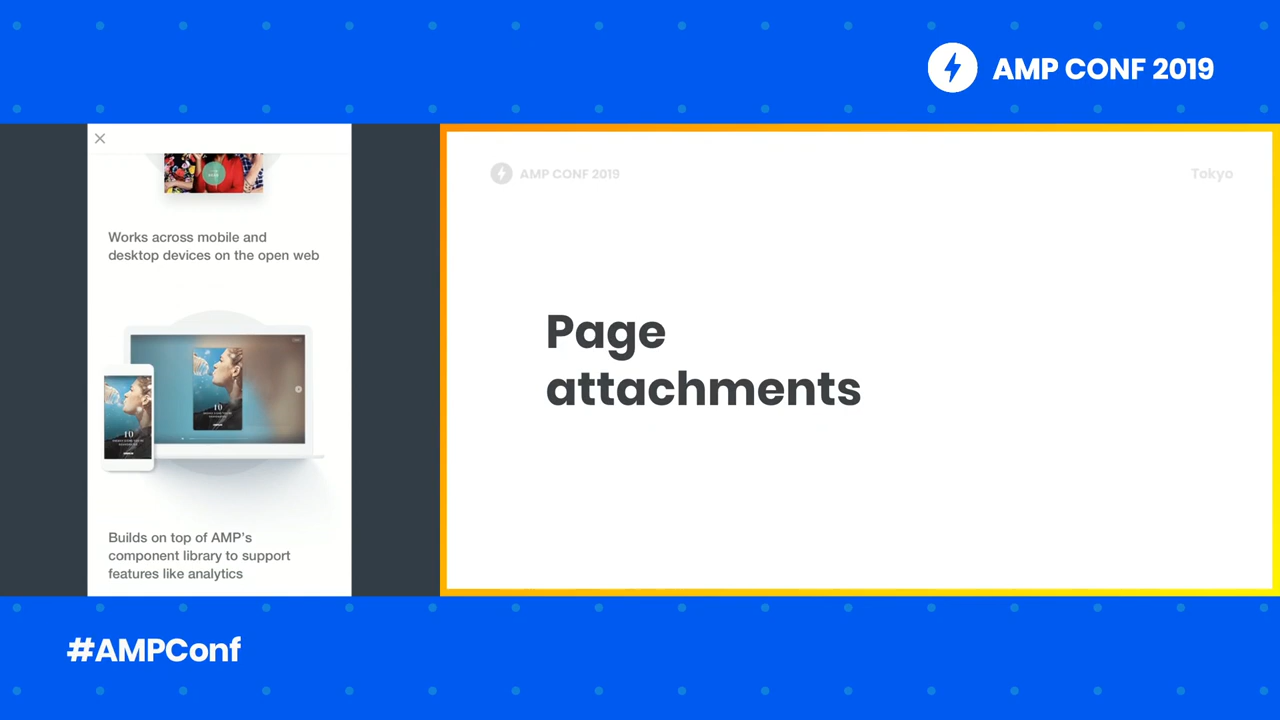 AMP CONF 2019
Works across mobile and
desktop devices on the open web
Builds on top of AMP's
component library to support
features like analytics
AMP CONF 2019
Tokyo
Page
attachments
#AMPConf